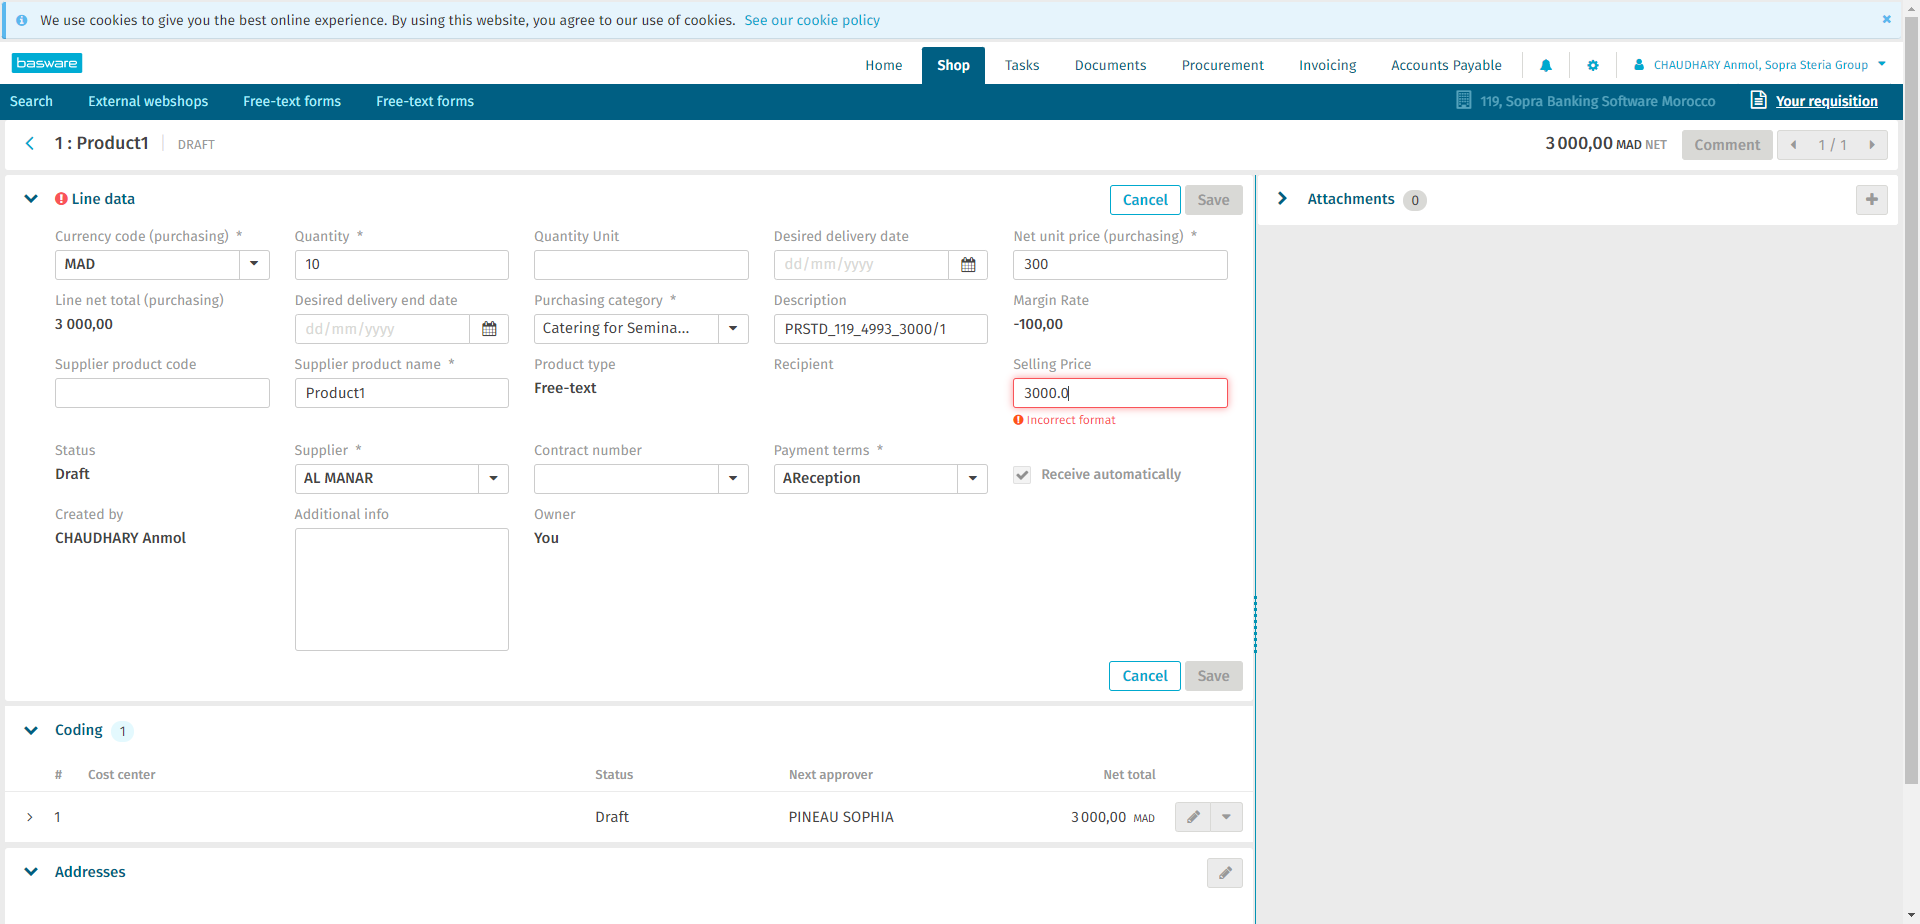 We use cookies to give you the best online experience. By using this website, you agree to our use of cookies. See our cookie policy
basware
Home Shop Tasks Documents Procurement Invoicing Accounts Payable CHAUDHARY Anmol, Sopra Steria Group
Search External webshops Free-text forms Free-text forms 119, Sopra Banking Software Morocco Your requisition
1 : Product1 DRAFT 3 000,00 MAD NET Comment 1 / 1
Line data Cancel Save Attachments 0
Currency code (purchasing) * Quantity * Quantity Unit Desired delivery date Net unit price (purchasing) *
MAD 10 dd/mm/yyyy 300
Line net total (purchasing) Desired delivery end date Purchasing category * Description Margin Rate
3 000,00 dd/mm/yyyy Catering for Semina... PRSTD_119_4993_3000/1 -100,00
Supplier product code Supplier product name * Product type Recipient Selling Price
Product1 Free-text 3000.0
Incorrect format
Status Supplier * Contract number Payment terms *
Draft AL MANAR AReception Receive automatically
Created by Additional info Owner
CHAUDHARY Anmol You
Cancel Save
Coding 1
# Cost center Status Next approver Net total
1 Draft PINEAU SOPHIA 3 000,00 MAD
Addresses